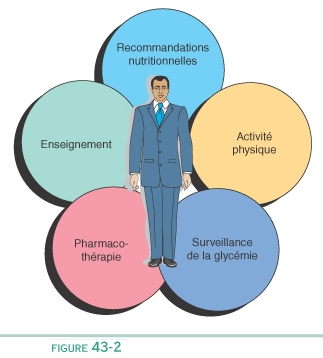 Recommandations
nutritionnelles
Enseignement
Activité
physique
Pharmaco-
thérapie
Surveillance
de la glycémie
FIGURE 43-2